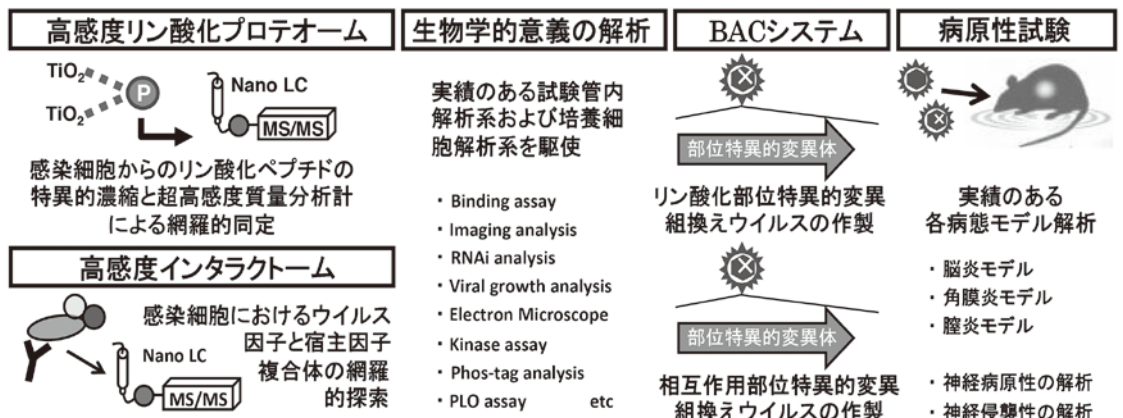 高感度リン酸化プロテオーム
TiO2
TiO2
P
Nano LC
MS/MS
感染細胞からのリン酸化ペプチドの
特異的濃縮と超高感度質量分析計
による網羅的同定
高感度インタラクトーム
感染細胞におけるウイルス
因子と宿主因子
複合体の網羅
的探索
Nano LC
MS/MS
生物学的意義の解析
実績のある試験管内
解析系および培養細
胞解析系を駆使
・Binding assay
・Imaging analysis
・RNAi analysis
・Viral growth analysis
・Electron Microscope
・Kinase assay
・Phos-tag analysis
・PLO assay etc
BACシステム
部位特異的変異体
リン酸化部位特異的変異
組換えウイルスの作製
部位特異的変異体
相互作用部位特異的変異
組換えウイルスの作製
病原性試験
実績のある
各病態モデル解析
・脳炎モデル
・角膜炎モデル
・膣炎モデル
・神経病原性の解析
・神経侵襲性の解析